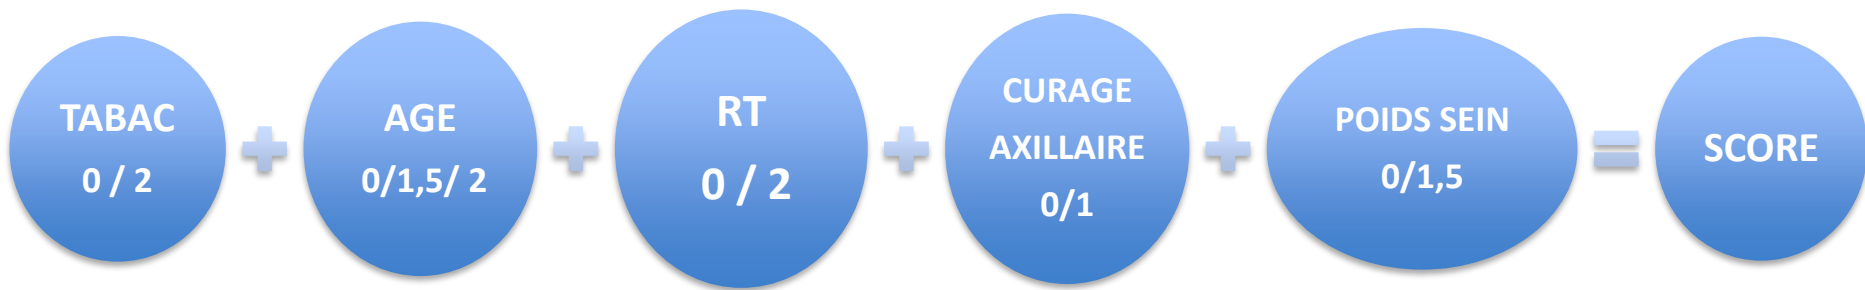 TABAC
0 / 2
AGE
0/1,5/ 2
RT
0 / 2
CURAGE
AXILLAIRE
0/1
POIDS SEIN
0/1,5
SCORE